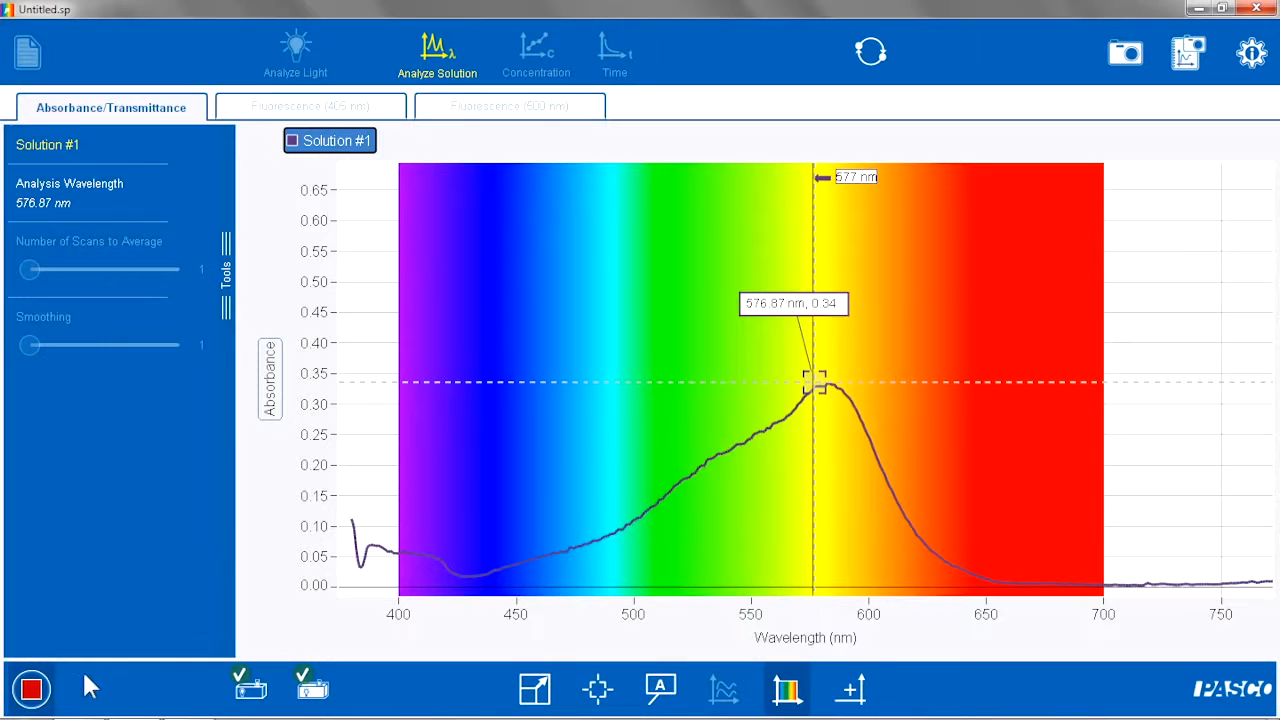 Untitled.sp
Analyze Light
Analyze Solution
Concentration
Time
C
λ
t
i
Absorbance/Transmittance
Fluorescence (405 nm)
Fluorescence (500 nm)
Solution #1
Solution #1
Analysis Wavelength
576.87 nm
Number of Scans to Average
1
Smoothing
1
Tools
577 nm
576.87 nm, 0.34
Absorbance
0.65
0.60
0.55
0.50
0.45
0.40
0.35
0.30
0.25
0.20
0.15
0.10
0.05
0.00
400 450 500 550 600 650 700 750
Wavelength (nm)
A
PASCO